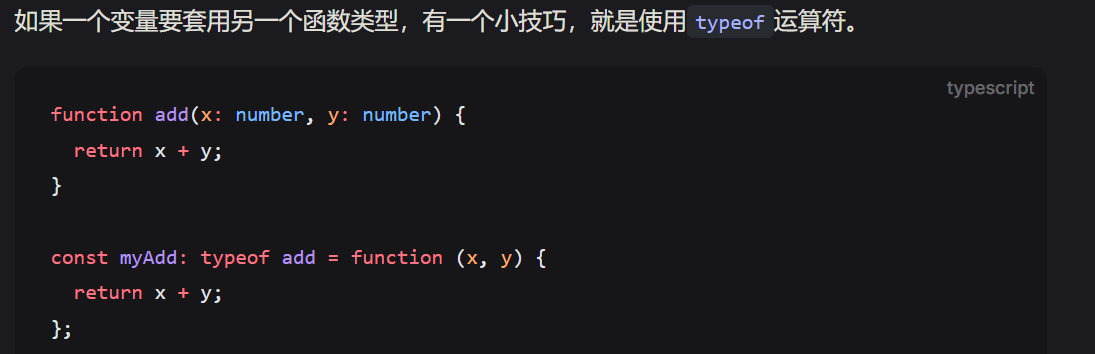 如果一个变量要套用另一个函数类型，有一个小技巧，就是使用typeof运算符。
typescript
function add(x: number, y: number) {
  return x + y;
}

const myAdd: typeof add = function (x, y) {
  return x + y;
};